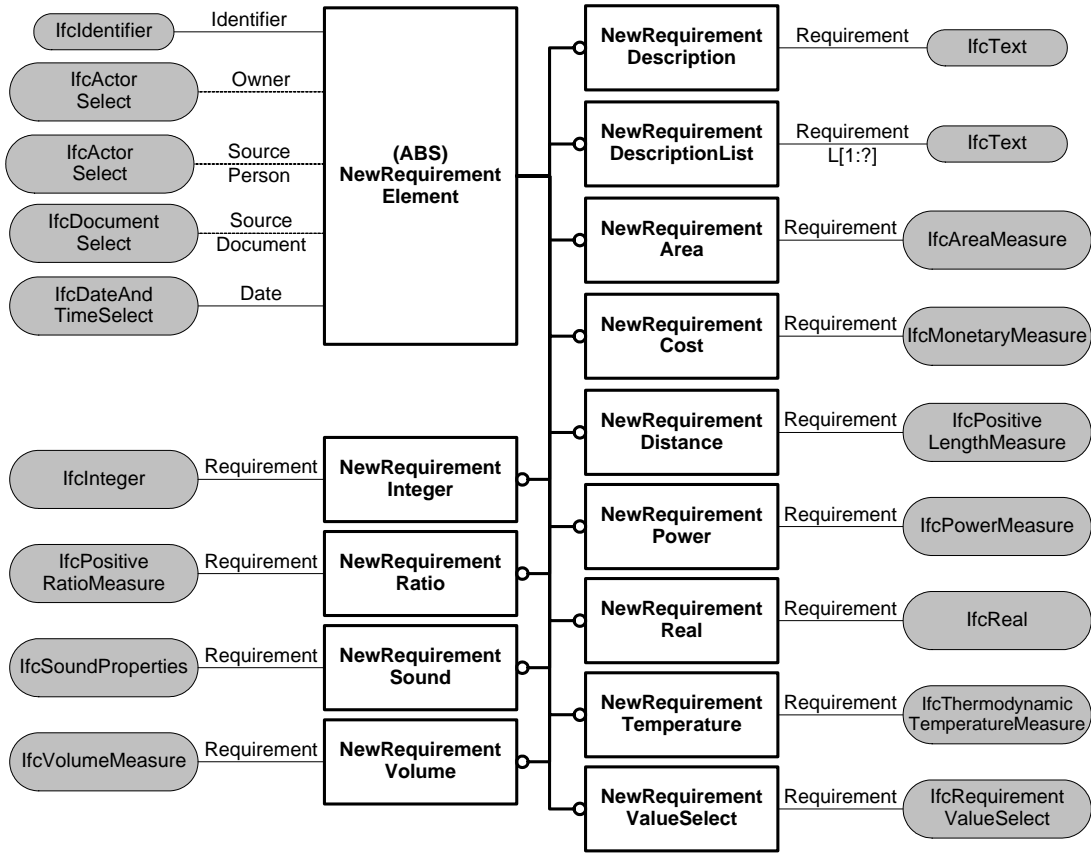 IfcIdentifier
Identifier
IfcActor
Select
Owner
IfcActor
Select
Source
Person
IfcDocument
Select
Source
Document
IfcDateAnd
TimeSelect
Date
(ABS)
NewRequirement
Element
NewRequirement
Description
Requirement
IfcText
NewRequirement
DescriptionList
Requirement
L[1:?]
IfcText
NewRequirement
Area
Requirement
IfcAreaMeasure
NewRequirement
Cost
Requirement
IfcMonetaryMeasure
NewRequirement
Distance
Requirement
IfcPositive
LengthMeasure
IfcInteger
Requirement
NewRequirement
Integer
NewRequirement
Power
Requirement
IfcPowerMeasure
IfcPositive
RatioMeasure
Requirement
NewRequirement
Ratio
NewRequirement
Real
Requirement
IfcReal
IfcSoundProperties
Requirement
NewRequirement
Sound
NewRequirement
Temperature
Requirement
IfcThermodynamic
TemperatureMeasure
IfcVolumeMeasure
Requirement
NewRequirement
Volume
NewRequirement
ValueSelect
Requirement
IfcRequirement
ValueSelect